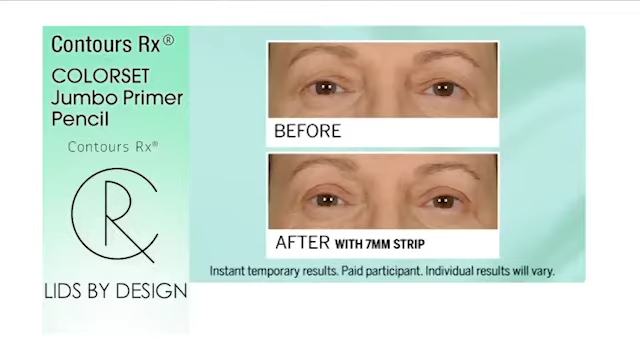 Contours Rx®
COLORSET
Jumbo Primer
Pencil
Contours Rx®
CR
LIDS BY DESIGN
BEFORE
AFTER WITH 7MM STRIP
Instant temporary results. Paid participant. Individual results will vary.